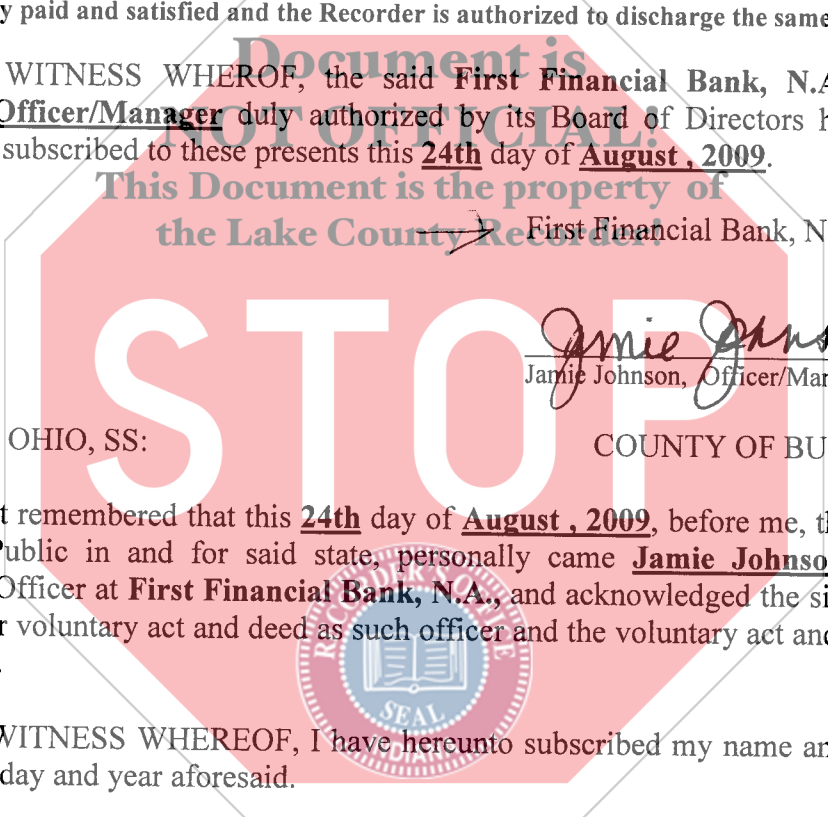 y paid and satisfied and the Recorder is authorized to discharge the same
Document is
WITNESS WHEROF, the said First Financial Bank, N.A
Officer/Manager duly authorized by its Board of Directors h
NOT OFFICIAL!
subscribed to these presents this 24th day of August , 2009.
This Document is the property of
the Lake County Recorder!
First Financial Bank, N
STOP
Jamie Johns
Jamie Johnson, Officer/Man
OHIO, SS: COUNTY OF BU
t remembered that this 24th day of August , 2009, before me, th
Public in and for said state, personally came Jamie Johnso
Officer at First Financial Bank, N.A., and acknowledged the si
r voluntary act and deed as such officer and the voluntary act and
RECORDER'S OFFICE
SEAL
INDIANA
WITNESS WHEREOF, I have hereunto subscribed my name an
day and year aforesaid.